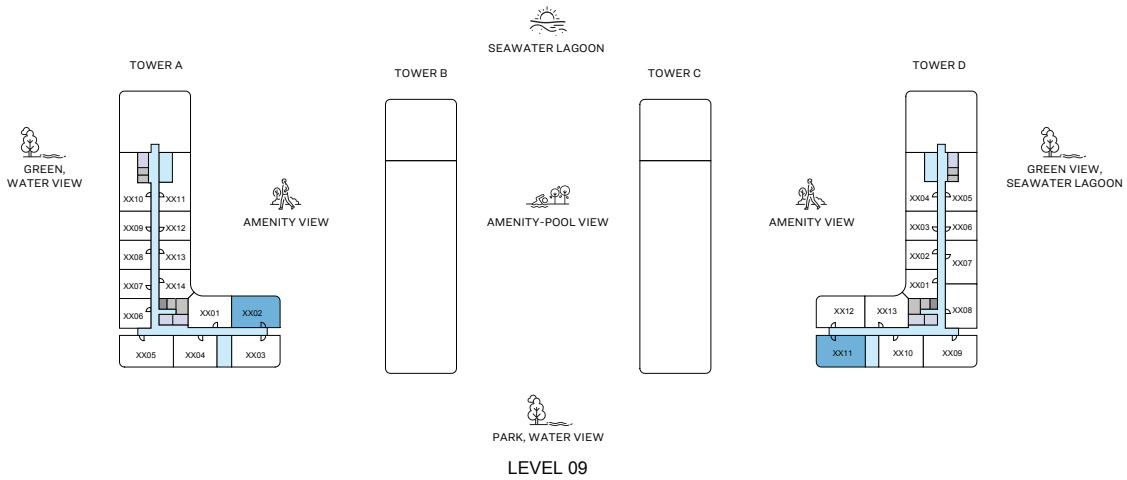 SEAWATER LAGOON
TOWER A
TOWER B
TOWER C
TOWER D
GREEN,
WATER VIEW
AMENITY VIEW
AMENITY-POOL VIEW
AMENITY VIEW
GREEN VIEW,
SEAWATER LAGOON
XX10
XX11
XX09
XX12
XX08
XX13
XX07
XX14
XX06
XX01
XX02
XX05
XX04
XX03
XX04
XX05
XX03
XX06
XX02
XX07
XX01
XX12
XX13
XX08
XX11
XX10
XX09
PARK, WATER VIEW
LEVEL 09